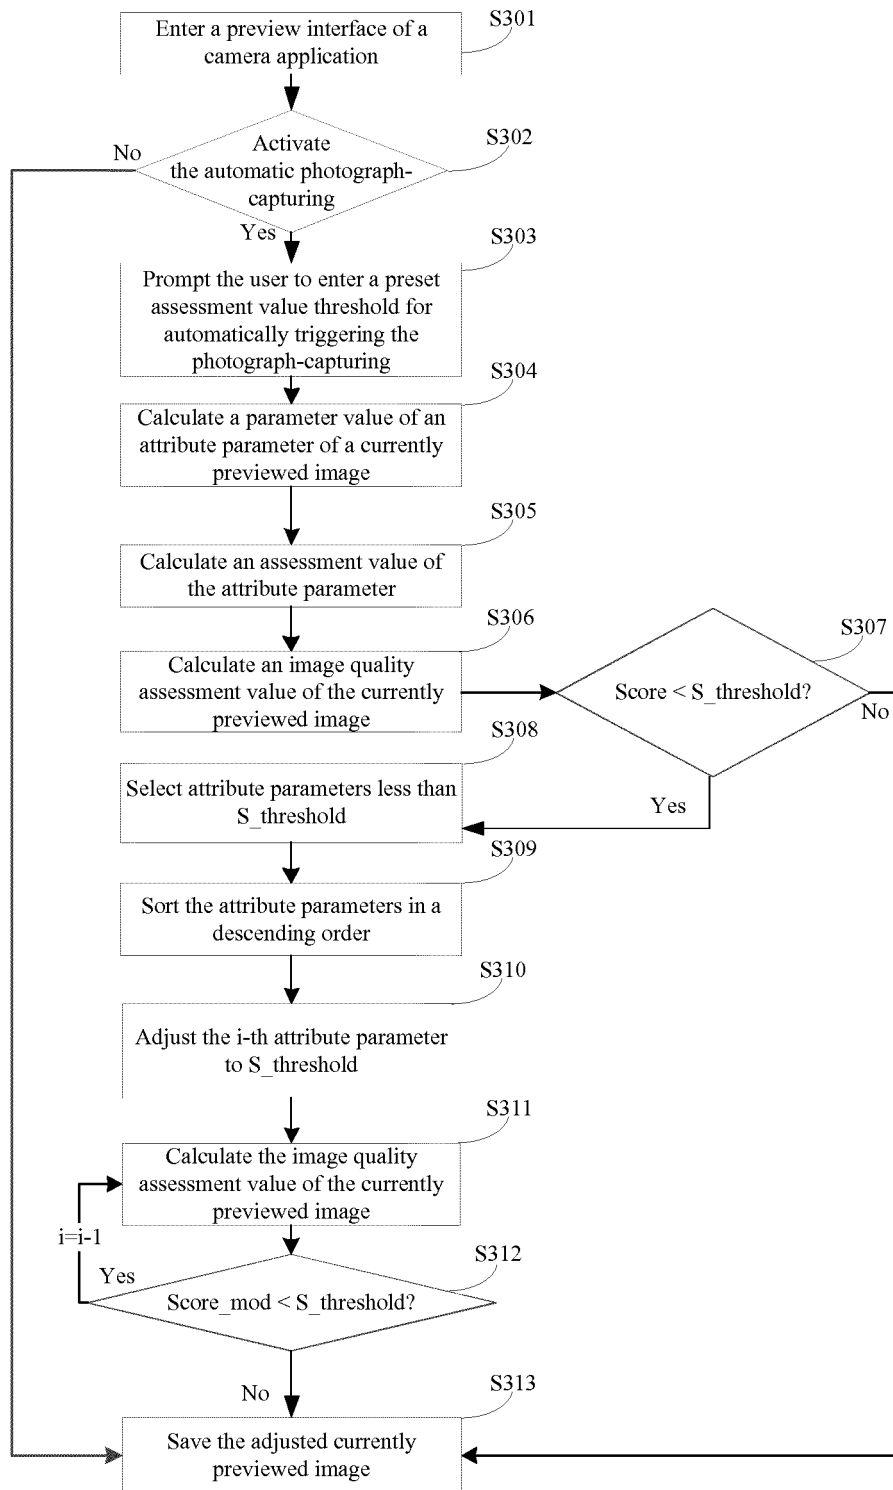 S301
Enter a preview interface of a
camera application
S302
No
Activate
the automatic photograph-
capturing
Yes
S303
Prompt the user to enter a preset
assessment value threshold for
automatically triggering the
photograph-capturing
S304
Calculate a parameter value of an
attribute parameter of a currently
previewed image
S305
Calculate an assessment value of
the attribute parameter
S306
Calculate an image quality
assessment value of the currently
previewed image
S307
Score < S_threshold?
No
Yes
S308
Select attribute parameters less than
S_threshold
S309
Sort the attribute parameters in a
descending order
S310
Adjust the i-th attribute parameter
to S_threshold
S311
Calculate the image quality
assessment value of the currently
previewed image
i=i-1
S312
Yes
Score_mod < S_threshold?
No
S313
Save the adjusted currently
previewed image